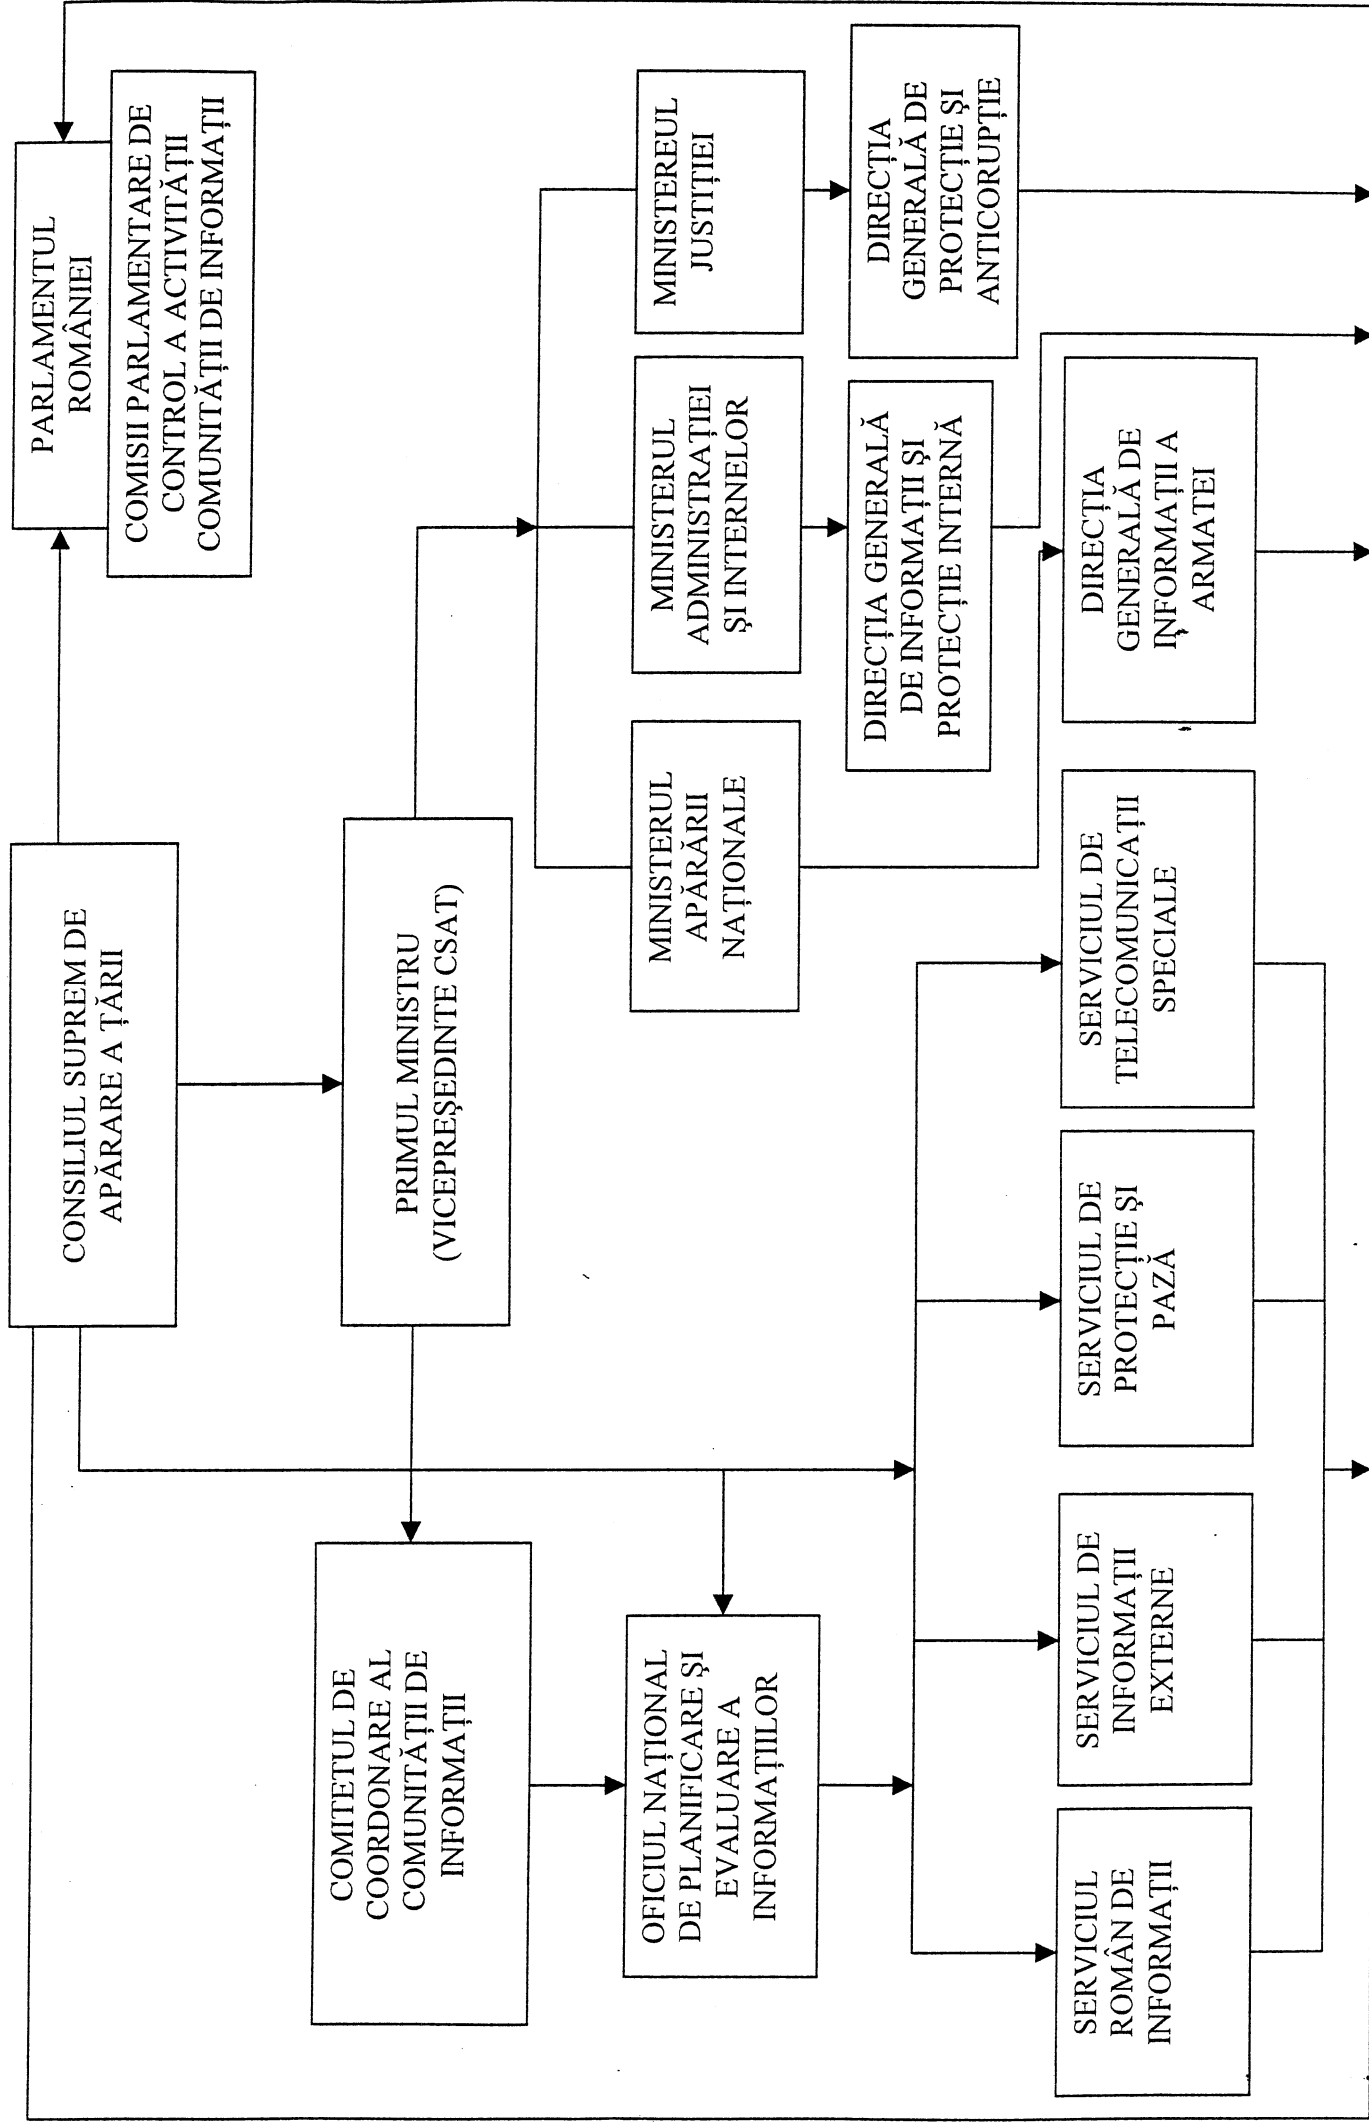 CONSILIUL SUPREM DE
APĂRARE A ȚĂRII
PARLAMENTUL
ROMÂNIEI
COMISII PARLAMENTARE DE
CONTROL A ACTIVITĂȚII
COMUNITĂȚII DE INFORMAȚII
PRIMUL MINISTRU
(VICEPREȘEDINTE CSAT)
COMITETUL DE
COORDONARE AL
COMUNITĂȚII DE
INFORMAȚII
OFICIUL NAȚIONAL
DE PLANIFICARE ȘI
EVALUARE A
INFORMAȚIILOR
MINISTERUL
APĂRĂRII
NAȚIONALE
MINISTERUL
ADMINISTRAȚIEI
ȘI INTERNELOR
MINISTEREUL
JUSTIȚIEI
DIRECȚIA GENERALĂ
DE INFORMAȚII ȘI
PROTECȚIE INTERNĂ
DIRECȚIA
GENERALĂ DE
PROTECȚIE ȘI
ANTICORUPȚIE
SERVICIUL
ROMÂN DE
INFORMAȚII
SERVICIUL DE
INFORMAȚII
EXTERNE
SERVICIUL DE
PROTECȚIE ȘI
PAZĂ
SERVICIUL DE
TELECOMUNICAȚII
SPECIALE
DIRECȚIA
GENERALĂ DE
INFORMAȚII A
ARMATEI